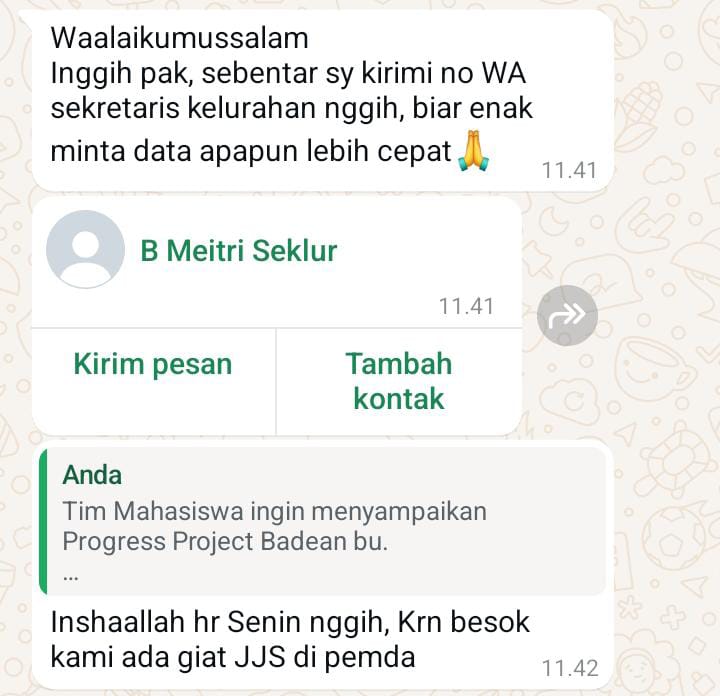 Waalaikumussalam
Inggih pak, sebentar sy kirimi no WA
sekretaris kelurahan nggih, biar enak
minta data apapun lebih cepat🙏
11.41
B Meitri Seklur
11.41
Kirim pesan
Tambah
kontak
Anda
Tim Mahasiswa ingin menyampaikan
Progress Project Badean bu.
...
Inshaallah hr Senin nggih, Krn besok
kami ada giat JJS di pemda
11.42